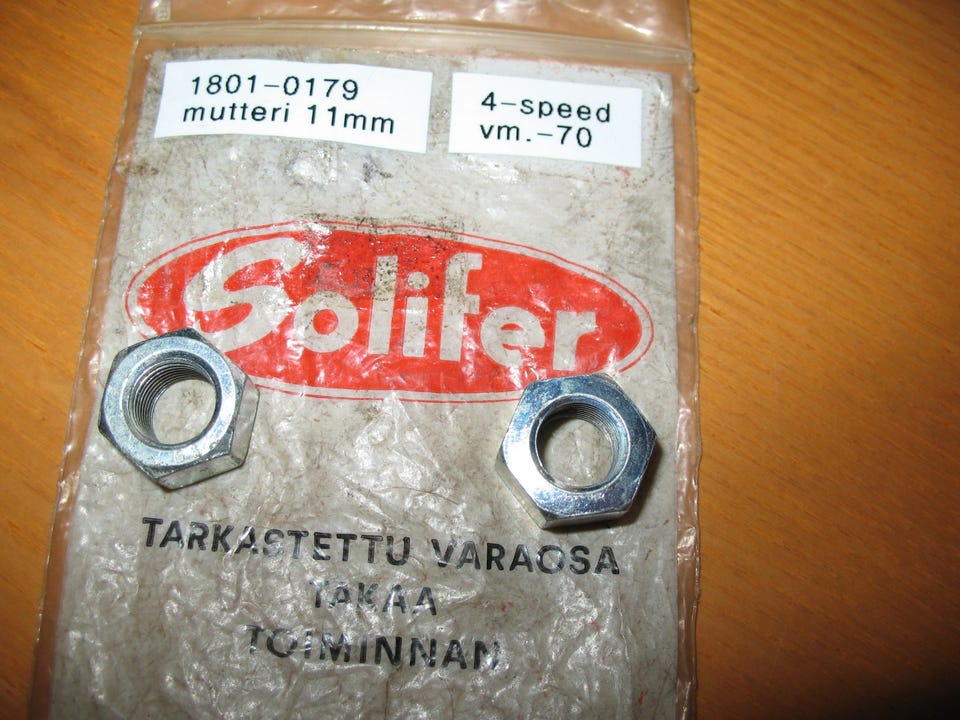 1801-0179
mutteri 11mm
4-speed
vm.-70
Solifer
TARKASTETTU VARAOSA
TAKAA
TOIMINNAN